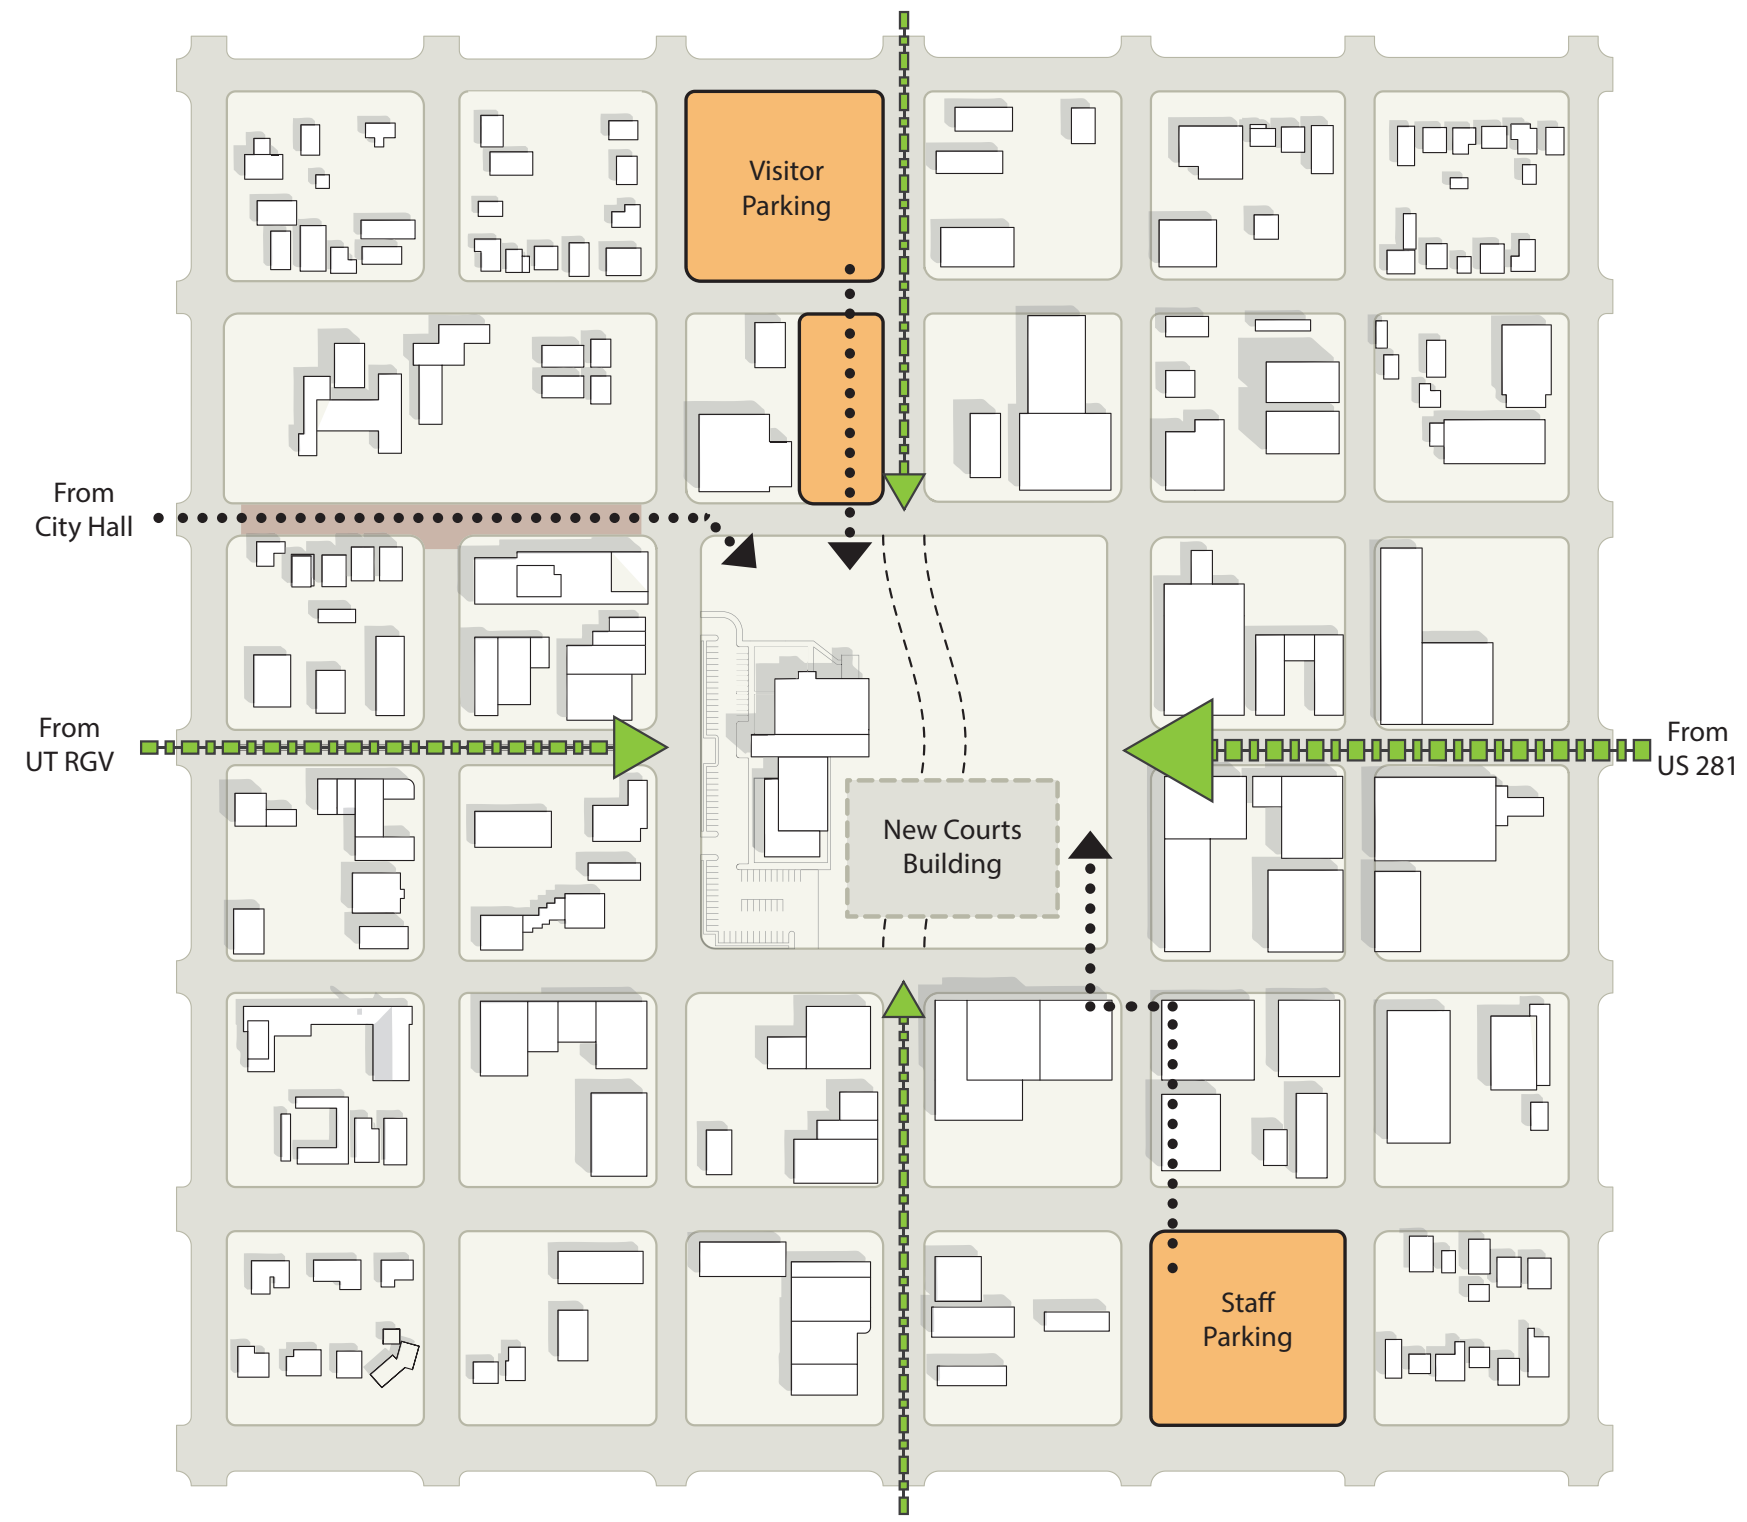 Visitor
Parking
From
City Hall
From
UT RGV
From
US 281
New Courts
Building
Staff
Parking